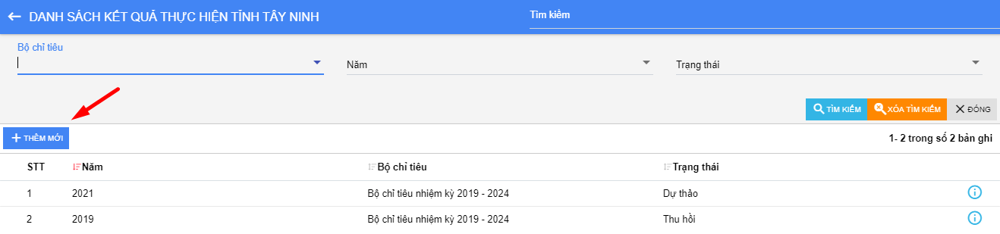 DANH SÁCH KẾT QUẢ THỰC HIỆN TỈNH TÂY NINH Tìm kiếm
Bộ chỉ tiêu
Năm Trạng thái
TÌM KIẾM XÓA TÌM KIẾM ĐÓNG
THÊM MỚI 1- 2 trong số 2 bản ghi
STT Năm Bộ chỉ tiêu Trạng thái
1 2021 Bộ chỉ tiêu nhiệm kỳ 2019 - 2024 Dự thảo
2 2019 Bộ chỉ tiêu nhiệm kỳ 2019 - 2024 Thu hồi